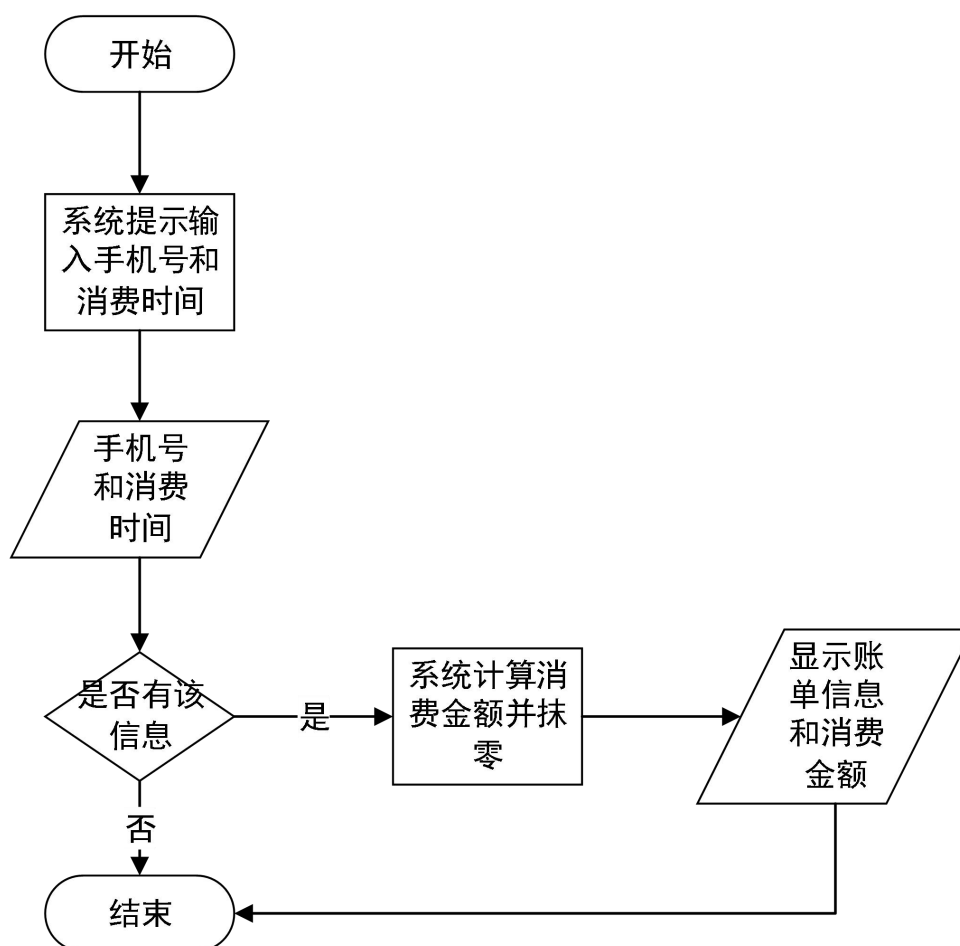 开始
系统提示输
入手机号和
消费时间
手机号
和消费
时间
是否有该
信息
是
系统计算消
费金额并抹
零
显示账
单信息
和消费
金额
否
结束